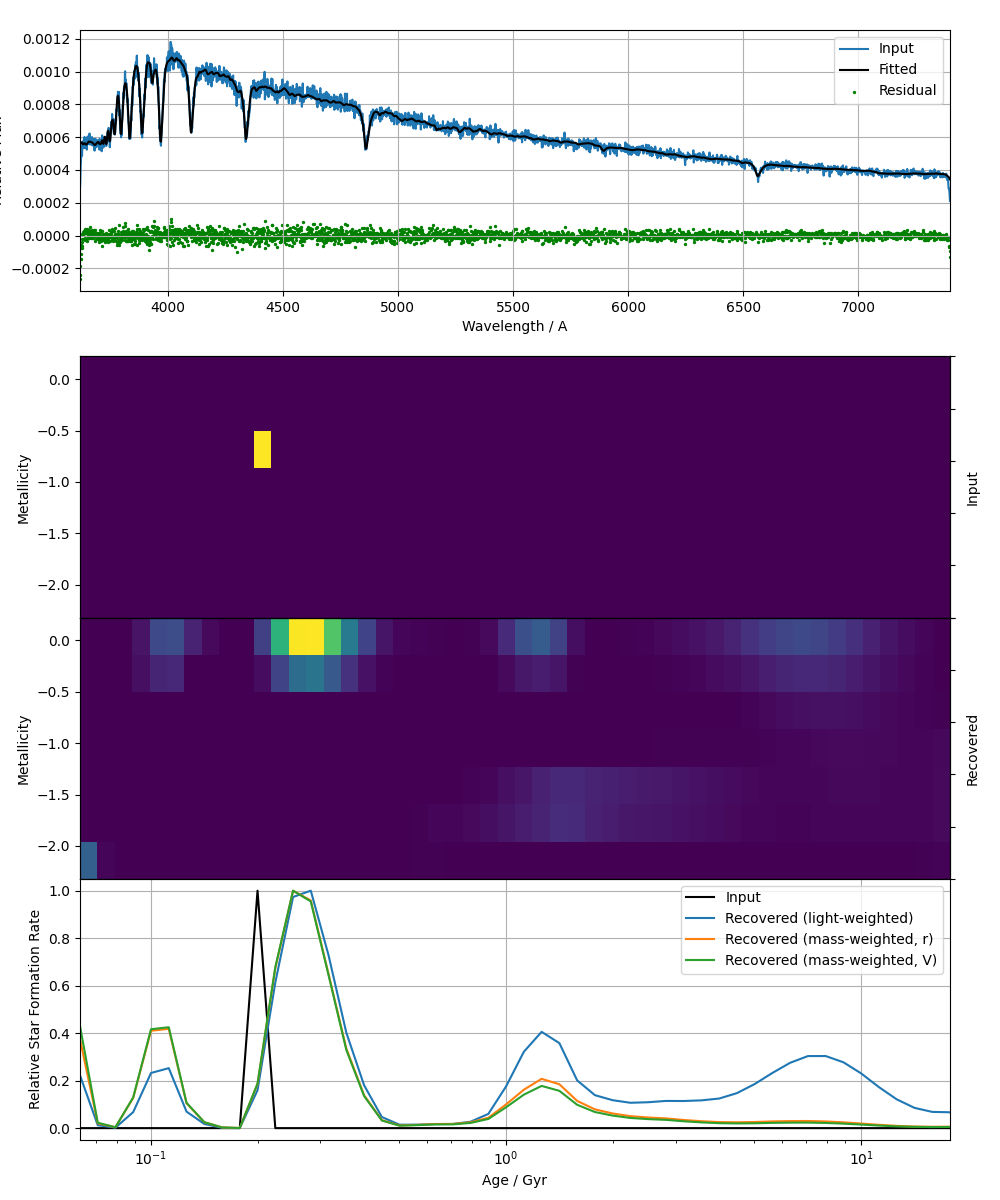 0.0012
0.0010
0.0008
0.0006
0.0004
0.0002
0.0000
−0.0002
Input
Fitted
Residual
4000 4500 5000 5500 6000 6500 7000
Wavelength / A
0.0
−0.5
−1.0
−1.5
−2.0
Metallicity
Input
0.0
−0.5
−1.0
−1.5
−2.0
Metallicity
Recovered
1.0
0.8
0.6
0.4
0.2
0.0
Relative Star Formation Rate
Input
Recovered (light-weighted)
Recovered (mass-weighted, r)
Recovered (mass-weighted, V)
10⁻¹ 10⁰ 10¹
Age / Gyr